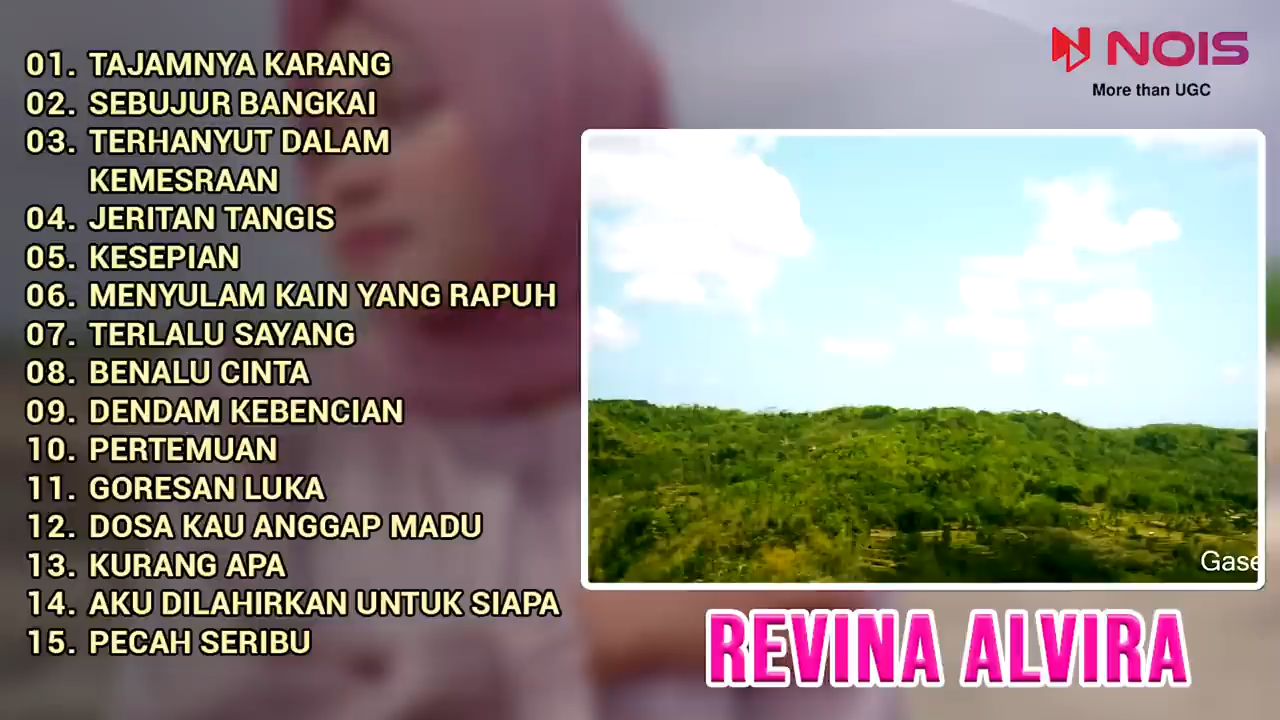 01. TAJAMNYA KARANG
02. SEBUJUR BANGKAI
03. TERHANYUT DALAM
KEMESRAAN
04. JERITAN TANGIS
05. KESEPIAN
06. MENYULAM KAIN YANG RAPUH
07. TERLALU SAYANG
08. BENALU CINTA
09. DENDAM KEBENCIAN
10. PERTEMUAN
11. GORESAN LUKA
12. DOSA KAU ANGGAP MADU
13. KURANG APA
14. AKU DILAHIRKAN UNTUK SIAPA
15. PECAH SERIBU
NOIS
More than UGC
Gase
REVINA ALVIRA